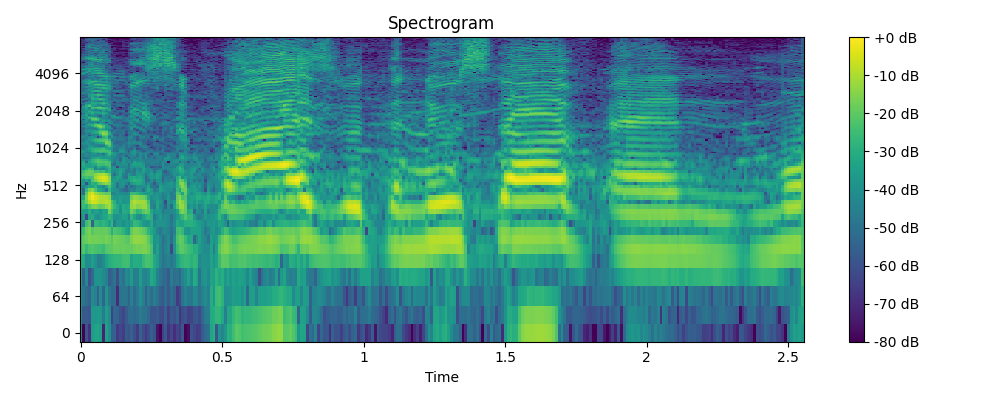 Spectrogram
Hz
4096
2048
1024
512
256
128
64
0
0
0.5
1
1.5
2
2.5
Time
+0 dB
-10 dB
-20 dB
-30 dB
-40 dB
-50 dB
-60 dB
-70 dB
-80 dB